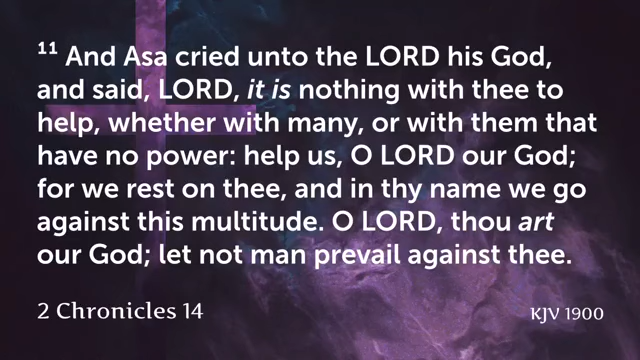 11 And Asa cried unto the LORD his God,
and said, LORD, it is nothing with thee to
help, whether with many, or with them that
have no power: help us, O LORD our God;
for we rest on thee, and in thy name we go
against this multitude. O LORD, thou art
our God; let not man prevail against thee.
2 Chronicles 14
KJV 1900